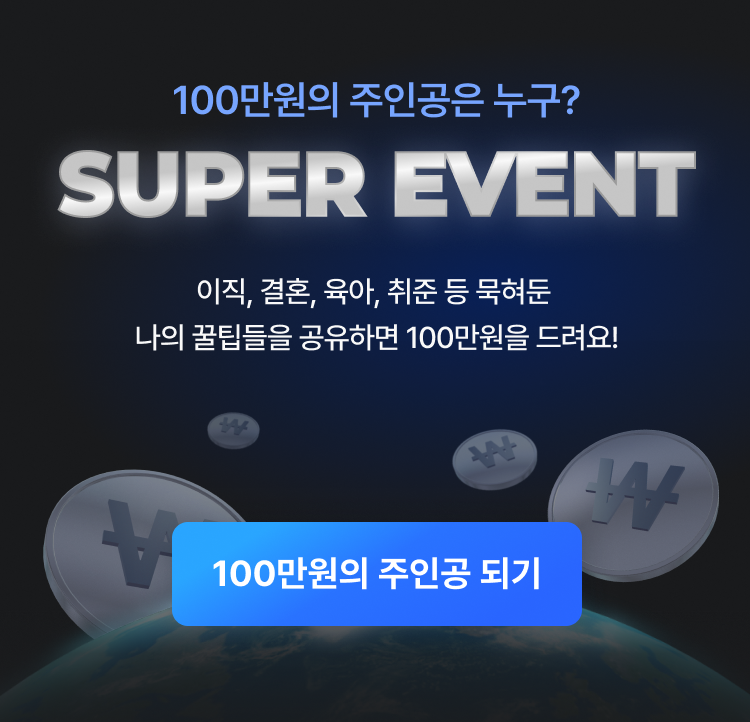 100만원의 주인공은 누구?
SUPER EVENT
이직, 결혼, 육아, 취준 등 묵혀둔
나의 꿀팁들을 공유하면 100만원을 드려요!
100만원의 주인공 되기